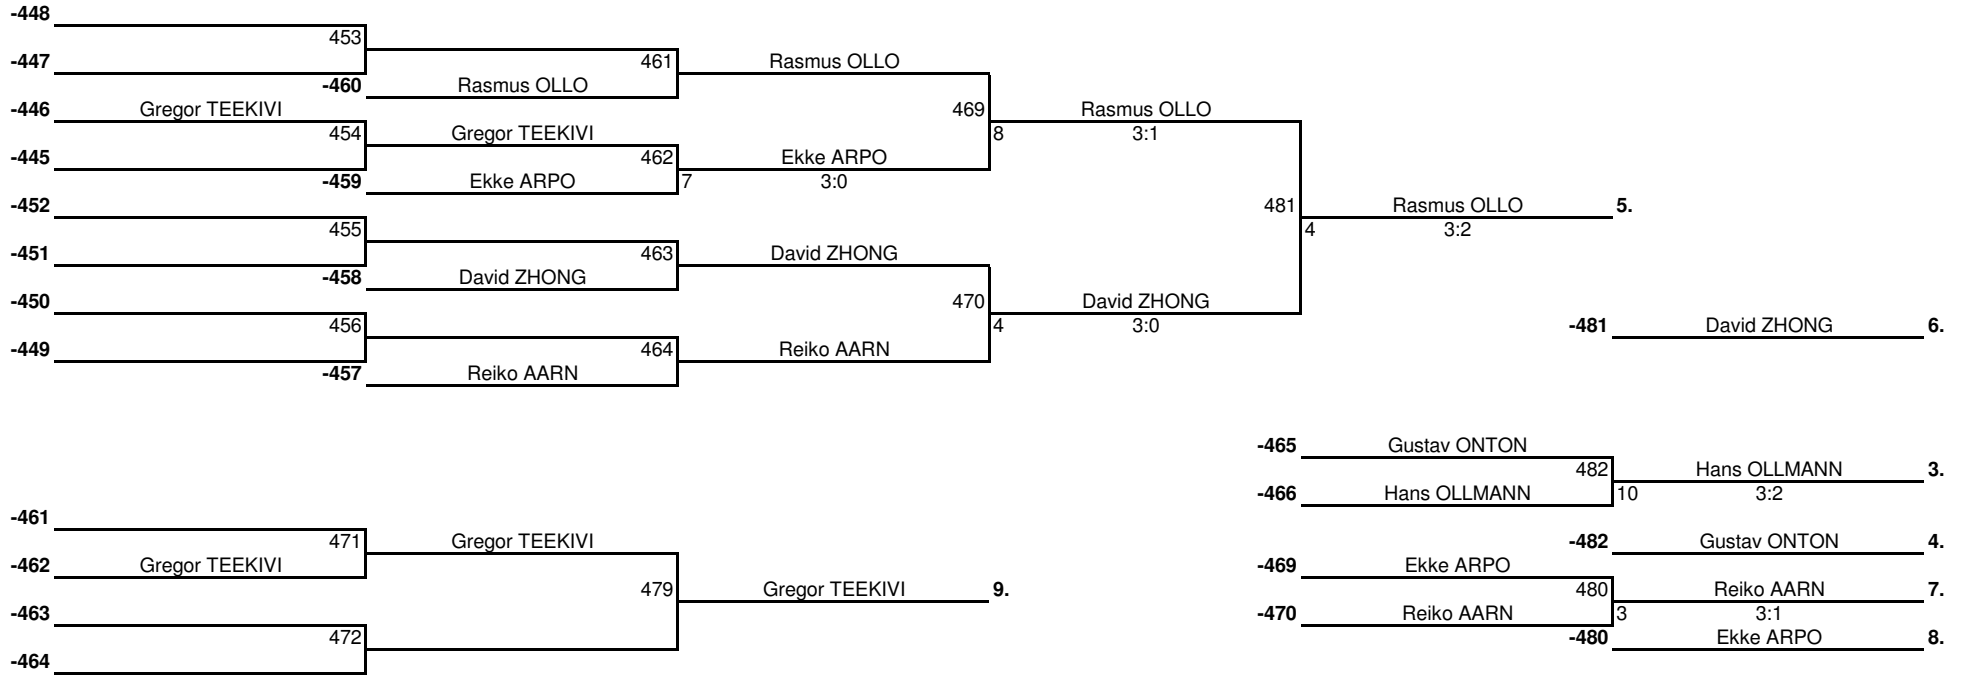 -448
453
-447
461 Rasmus OLLO
-460 Rasmus OLLO
-446 Gregor TEEKIVI 469 Rasmus OLLO
454 Gregor TEEKIVI 8 3:1
-445 462 Ekke ARPO
-459 Ekke ARPO 7 3:0
-452 481 Rasmus OLLO 5.
455 4 3:2
-451 463 David ZHONG
-458 David ZHONG
-450 470 David ZHONG
456 4 3:0 -481 David ZHONG 6.
-449 464 Reiko AARN
-457 Reiko AARN
-465 Gustav ONTON
482 Hans OLLMANN 3.
-466 Hans OLLMANN 10 3:2
-461
471 Gregor TEEKIVI -482 Gustav ONTON 4.
-462 Gregor TEEKIVI -469 Ekke ARPO
479 Gregor TEEKIVI 9. 480 Reiko AARN 7.
-463 -470 Reiko AARN 3 3:1
472 -480 Ekke ARPO 8.
-464